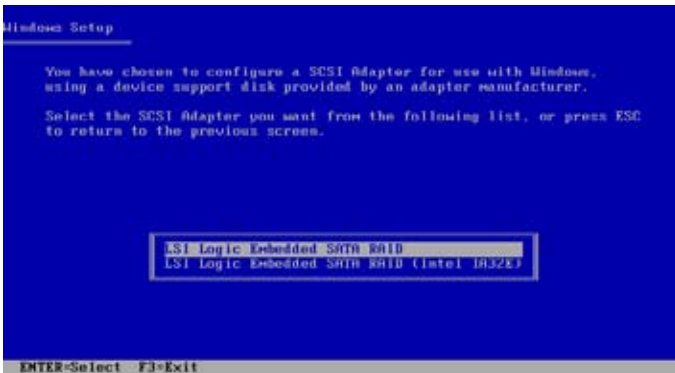 Windows Setup
You have chosen to configure a SCSI Adapter for use with Windows,
using a device support disk provided by an adapter manufacturer.
Select the SCSI Adapter you want from the following list, or press ESC
to return to the previous screen.
LSI Logic Embedded SATA RAID
LSI Logic Embedded SATA RAID (Intel IA32E)
ENTER=Select F3=Exit